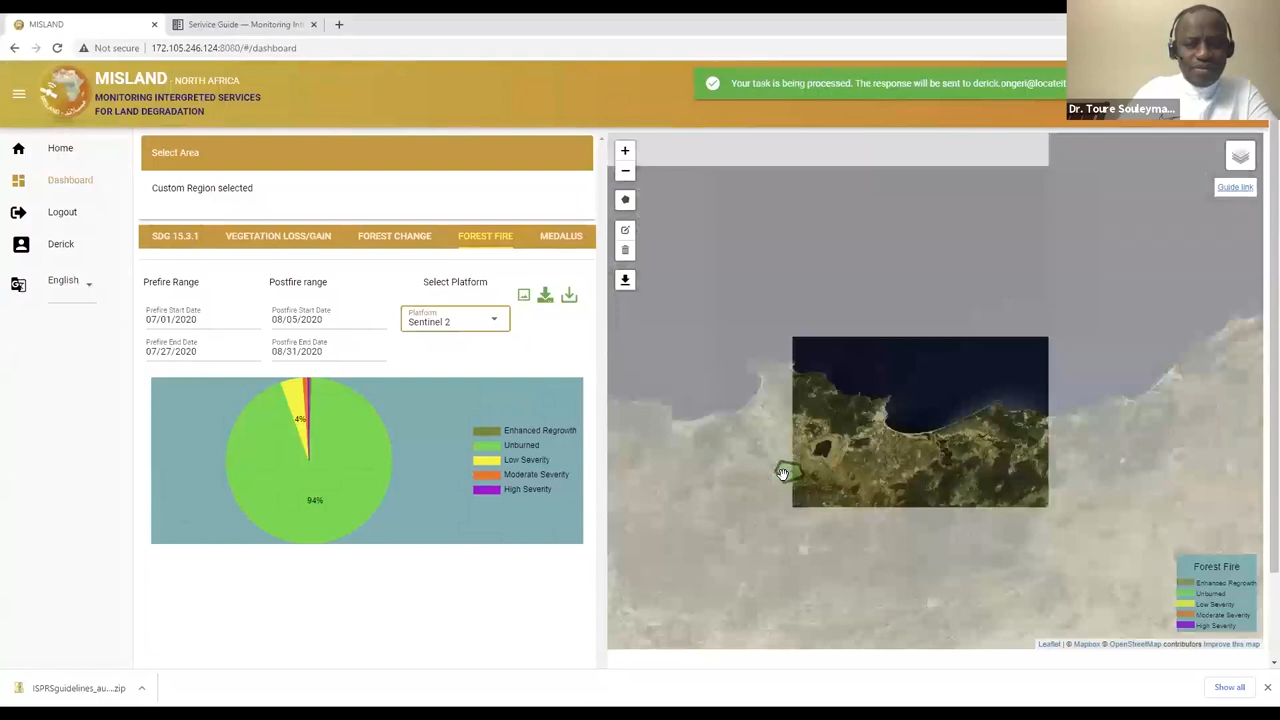 MISLAND
Serivice Guide — Monitoring Int
Not secure
172.105.246.124:8080/#/dashboard
MISLAND - NORTH AFRICA
MONITORING INTERGRETED SERVICES
FOR LAND DEGRADATION
Your task is being processed. The response will be sent to derick.ongeri@locateit
Dr. Toure Souleyma...
Home
Dashboard
Logout
Derick
English
Select Area
Custom Region selected
SDG 15.3.1
VEGETATION LOSS/GAIN
FOREST CHANGE
FOREST FIRE
MEDALUS
Prefire Range
Postfire range
Select Platform
Prefire Start Date
07/01/2020
Postfire Start Date
08/05/2020
Platform
Sentinel 2
Prefire End Date
07/27/2020
Postfire End Date
08/31/2020
4%
94%
Enhanced Regrowth
Unburned
Low Severity
Moderate Severity
High Severity
+
−
Guide link
Forest Fire
Enhanced Regrowth
Unburned
Low Severity
Moderate Severity
High Severity
Leaflet | © Mapbox © OpenStreetMap contributors Improve this map
ISPRSguidelines_au....zip
Show all